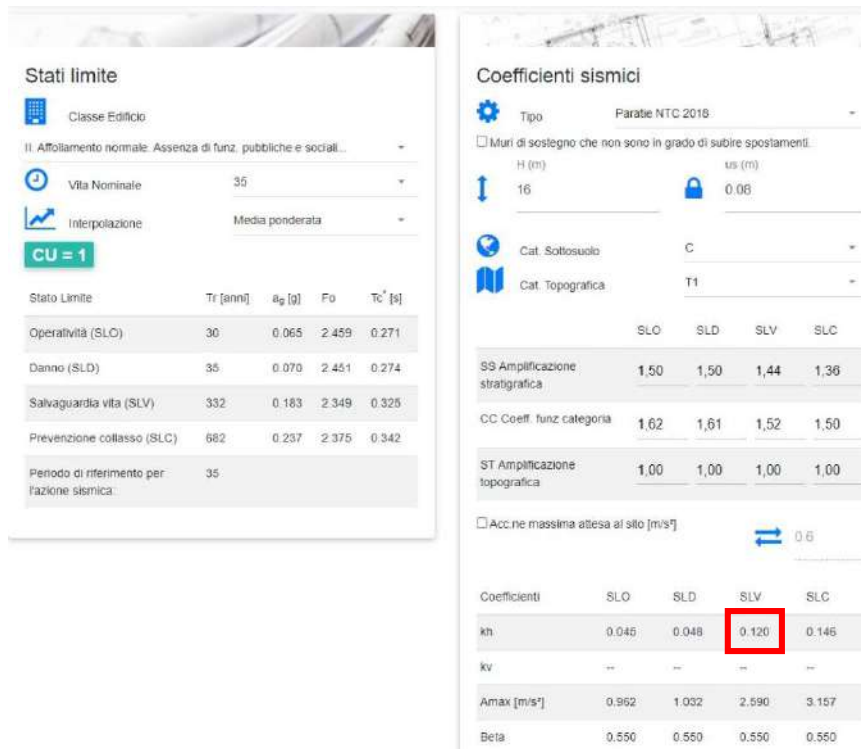 Stati limite
Classe Edificio
II. Affollamento normale. Assenza di funz. pubbliche e sociali...
Vita Nominale 35
Interpolazione Media ponderata
CU = 1
Stato Limite Tr [anni] ag [g] Fo Tc* [s]
Operatività (SLO) 30 0.065 2.459 0.271
Danno (SLD) 35 0.070 2.451 0.274
Salvaguardia vita (SLV) 332 0.183 2.349 0.325
Prevenzione collasso (SLC) 682 0.237 2.375 0.342
Periodo di riferimento per 35
l'azione sismica:
Coefficienti sismici
Tipo Paratie NTC 2018
Muri di sostegno che non sono in grado di subire spostamenti.
H (m) us (m)
16 0.08
Cat. Sottosuolo C
Cat. Topografica T1
SLO SLD SLV SLC
SS Amplificazione 1,50 1,50 1,44 1,36
stratigrafica
CC Coeff. funz categoria 1,62 1,61 1,52 1,50
ST Amplificazione 1,00 1,00 1,00 1,00
topografica
Acc.ne massima attesa al sito [m/s²]
0.6
Coefficienti SLO SLD SLV SLC
kh 0.045 0.048 0.120 0.146
kv -- -- -- --
Amax [m/s²] 0.962 1.032 2.590 3.157
Beta 0.550 0.550 0.550 0.550